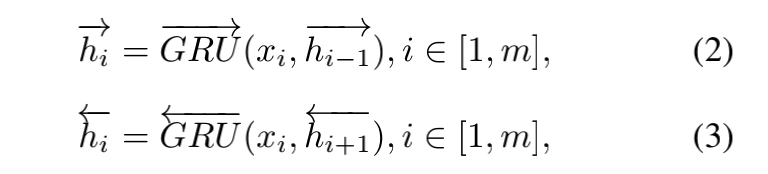 $\overrightarrow{h_i} = \overrightarrow{GRU}(x_i, \overrightarrow{h_{i-1}}), i \in [1, m],$ (2)
$\overleftarrow{h_i} = \overleftarrow{GRU}(x_i, \overleftarrow{h_{i+1}}), i \in [1, m],$ (3)